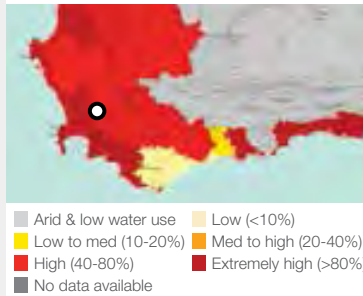 Arid & low water use Low (<10%)
Low to med (10-20%) Med to high (20-40%)
High (40-80%) Extremely high (>80%)
No data available